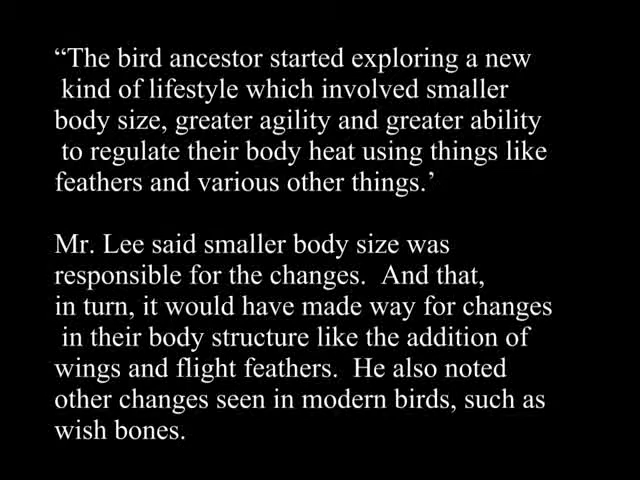 “The bird ancestor started exploring a new
kind of lifestyle which involved smaller
body size, greater agility and greater ability
to regulate their body heat using things like
feathers and various other things.’
Mr. Lee said smaller body size was
responsible for the changes.  And that,
in turn, it would have made way for changes
in their body structure like the addition of
wings and flight feathers.  He also noted
other changes seen in modern birds, such as
wish bones.